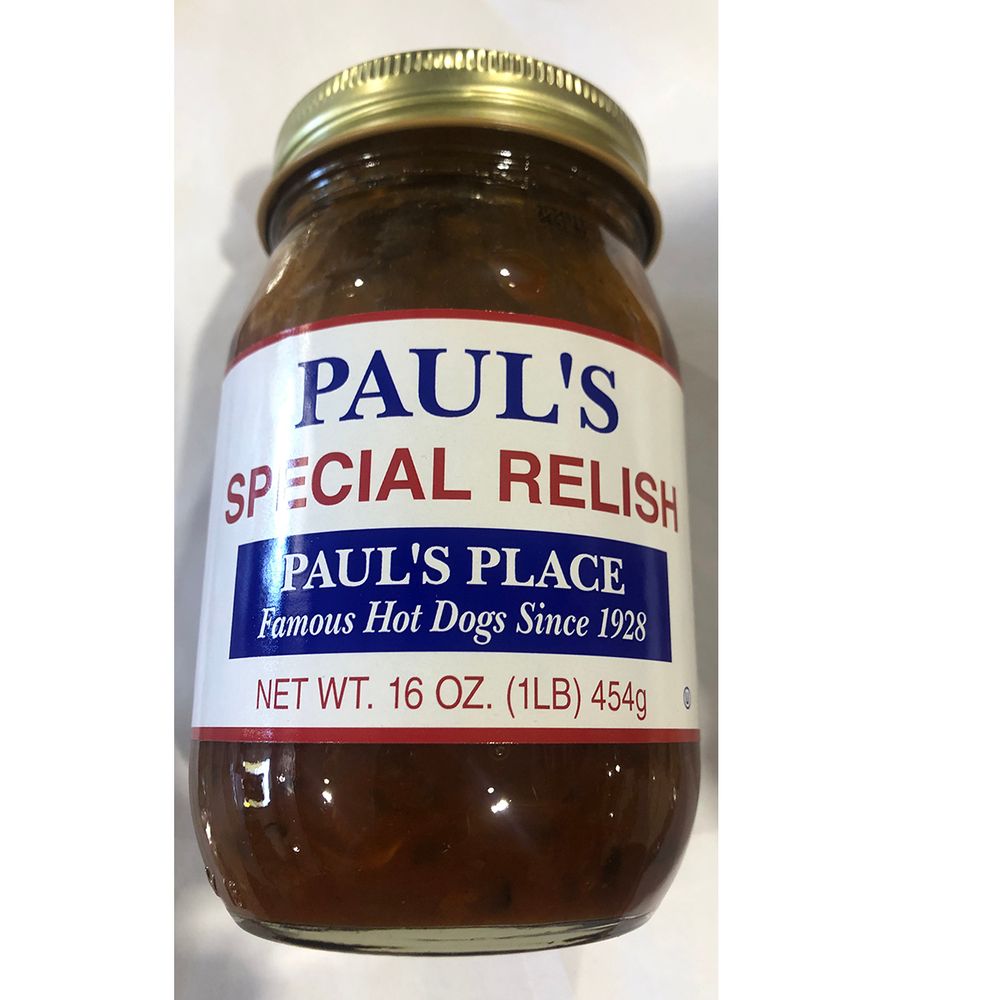 PAUL'S
SPECIAL RELISH
PAUL'S PLACE
Famous Hot Dogs Since 1928
NET WT. 16 OZ. (1LB) 454g